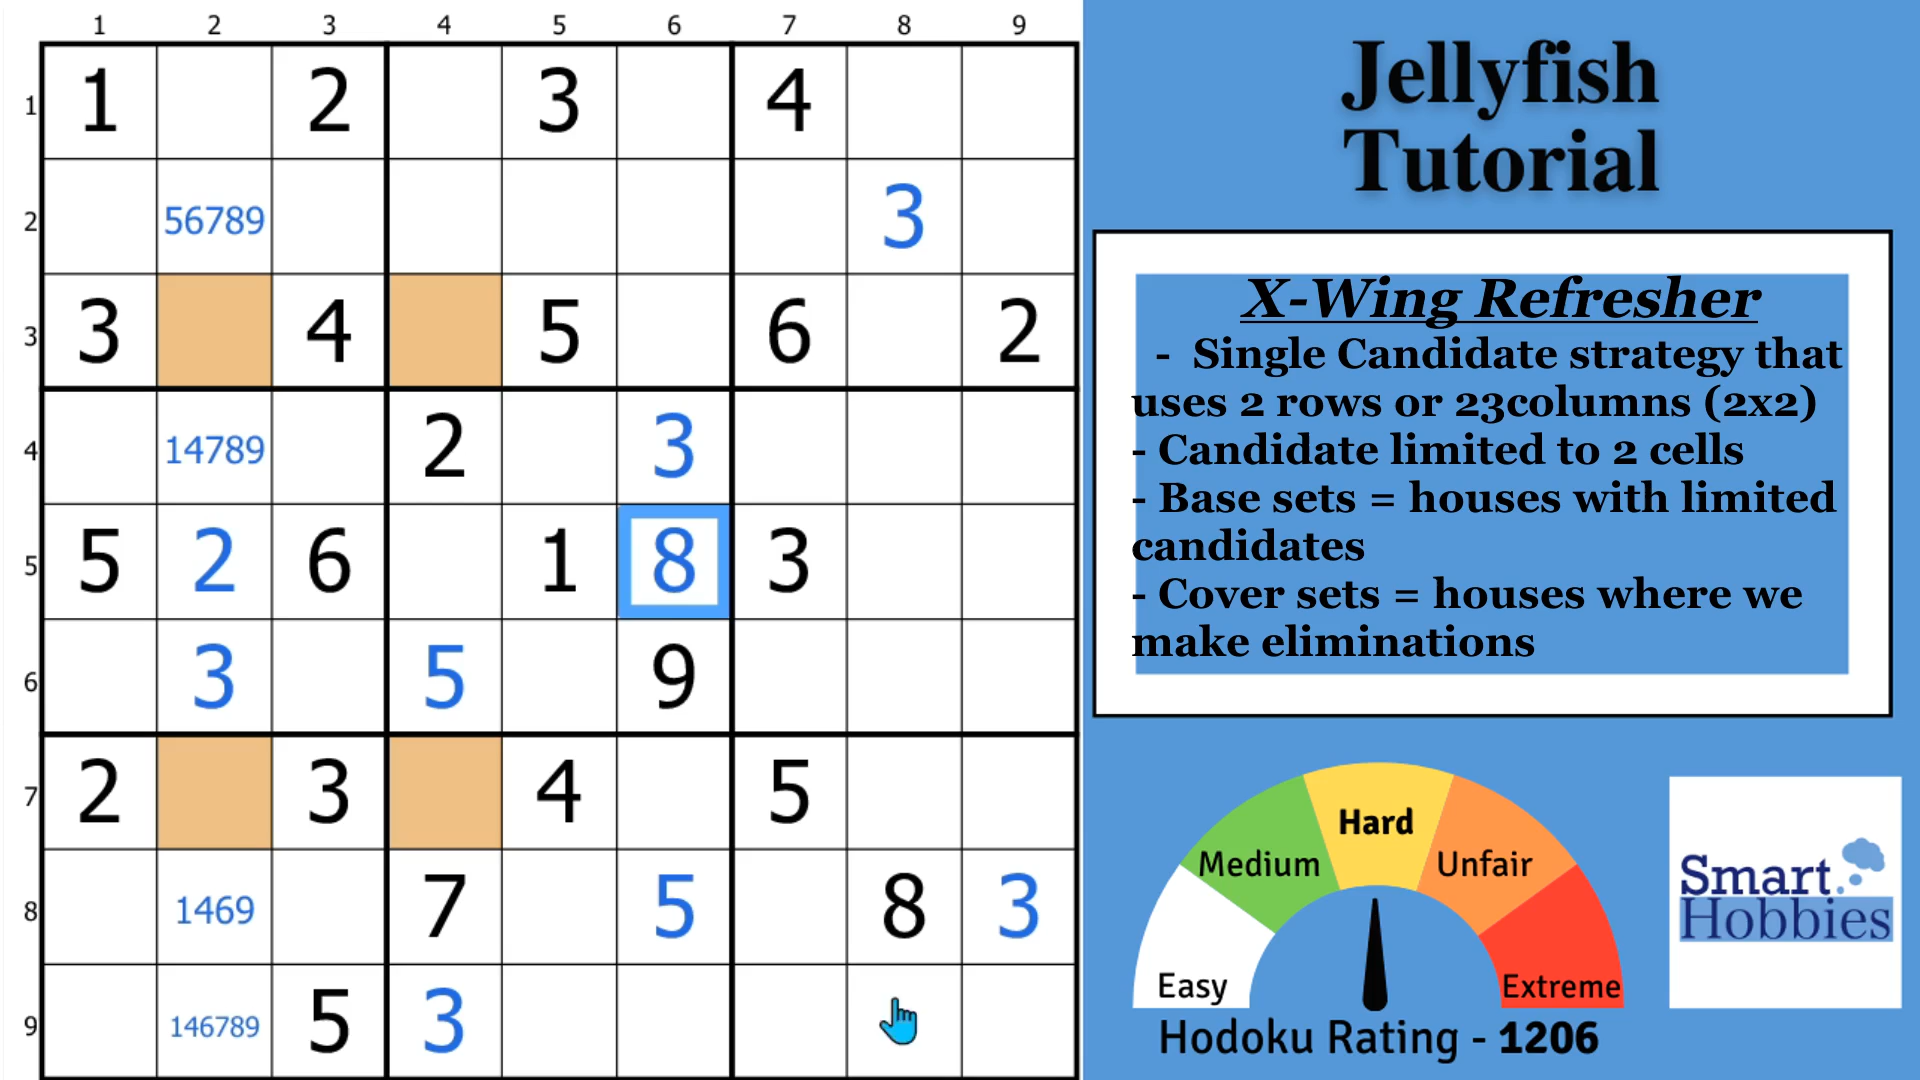 1 2 3 4 5 6 7 8 9
1 1 2 3 4
2 56789 3
3 3 4 5 6 2
4 14789 2 3
5 5 2 6 1 8 3
6 3 5 9
7 2 3 4 5
8 1469 7 5 8 3
9 146789 5 3
Jellyfish
Tutorial
X-Wing Refresher
- Single Candidate strategy that
uses 2 rows or 23columns (2x2)
- Candidate limited to 2 cells
- Base sets = houses with limited
candidates
- Cover sets = houses where we
make eliminations
Easy
Medium
Hard
Unfair
Extreme
Hodoku Rating - 1206
Smart
Hobbies